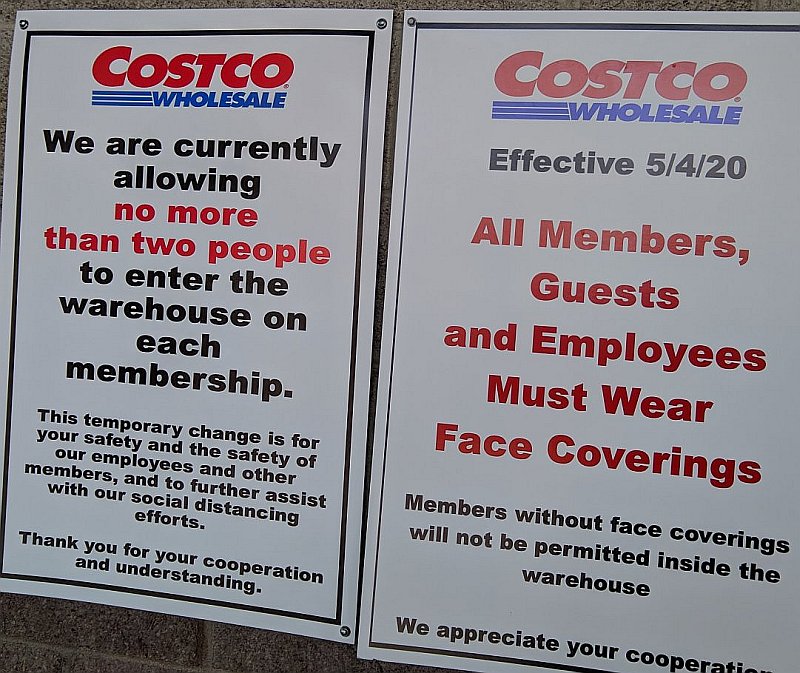 COSTCO
WHOLESALE
We are currently
allowing
no more
than two people
to enter the
warehouse on
each
membership.
This temporary change is for
your safety and the safety of
our employees and other
members, and to further assist
with our social distancing
efforts.
Thank you for your cooperation
and understanding.
COSTCO
WHOLESALE
Effective 5/4/20
All Members,
Guests
and Employees
Must Wear
Face Coverings
Members without face coverings
will not be permitted inside the
warehouse
We appreciate your cooperation